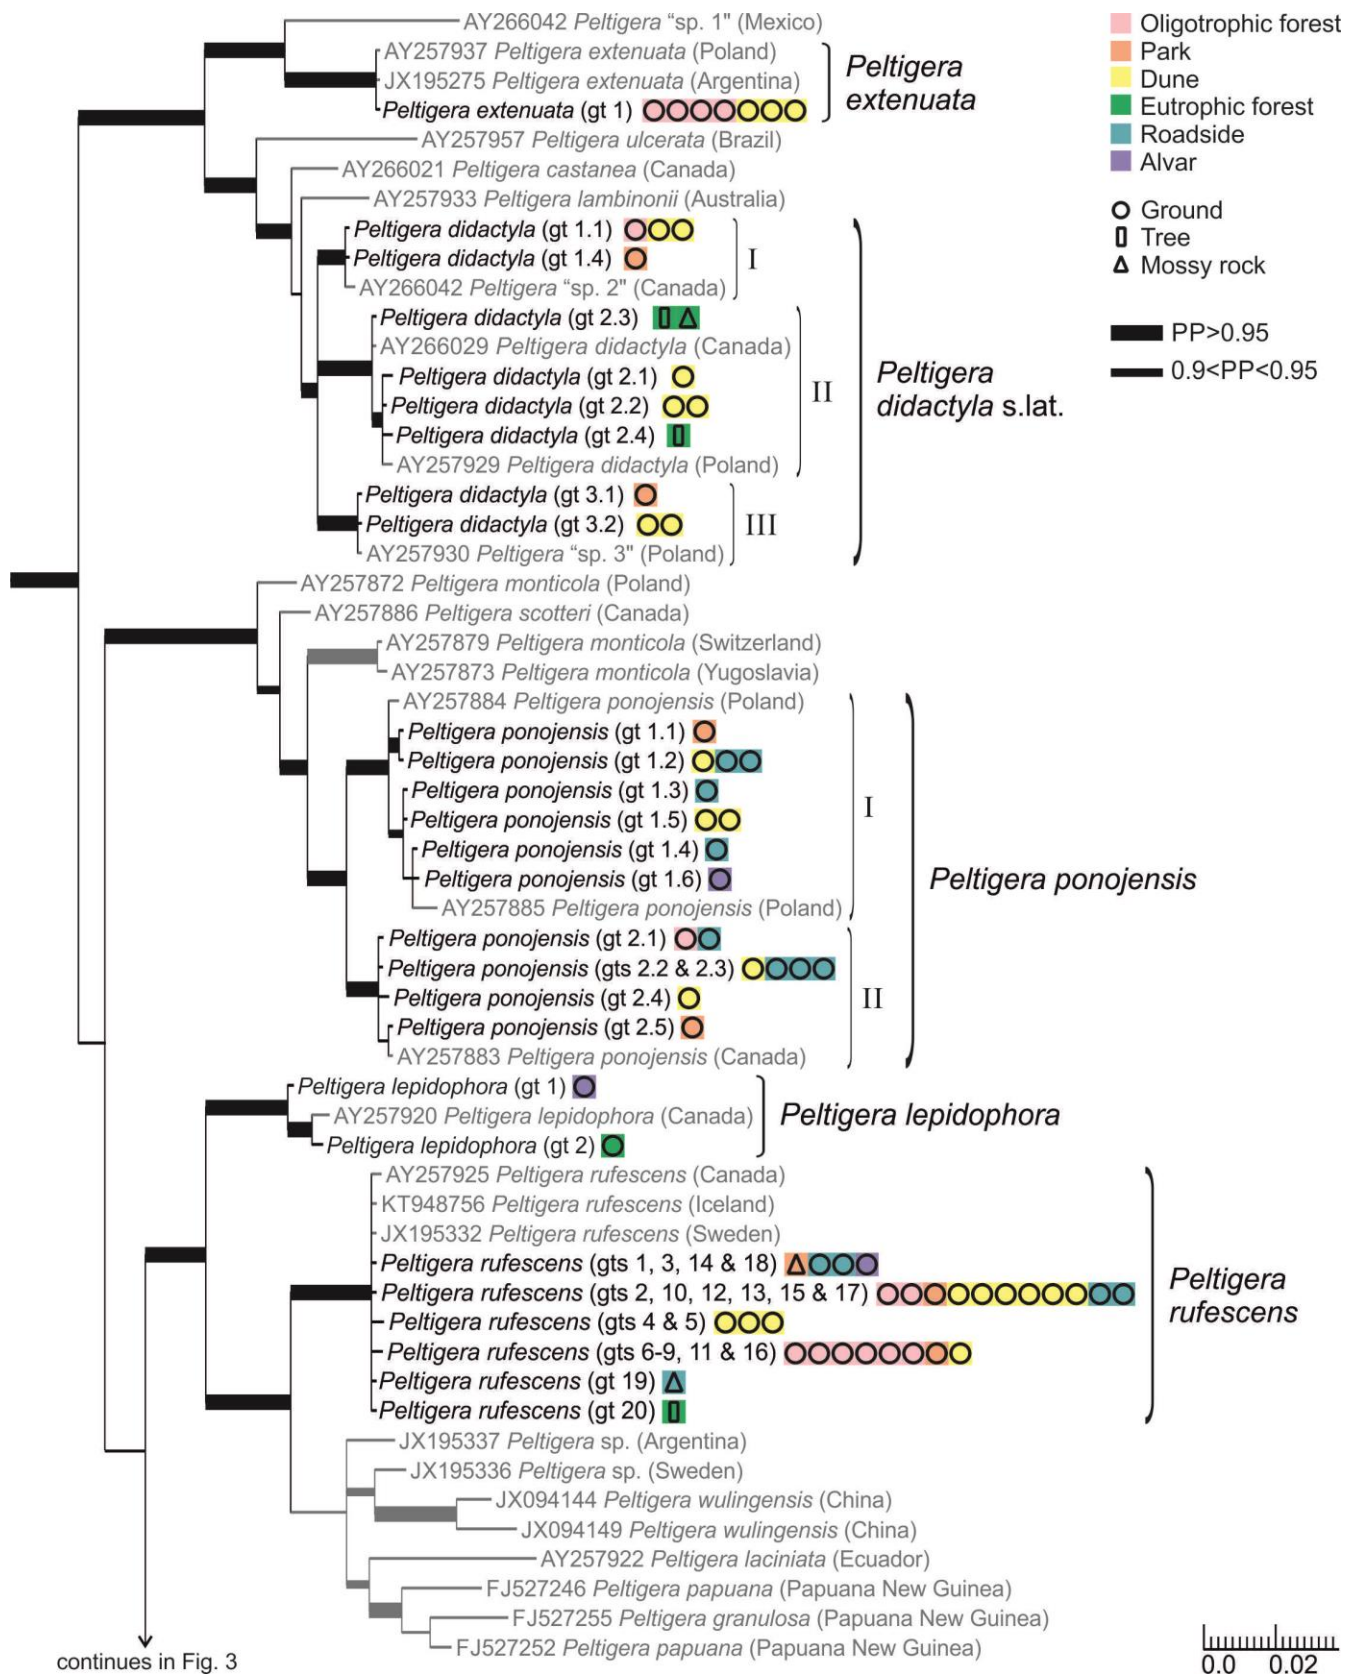 AY266042 Peltigera "sp. 1" (Mexico)
AY257937 Peltigera extenuata (Poland)
JX195275 Peltigera extenuata (Argentina)
Peltigera extenuata (gt 1)
Peltigera
extenuata
AY257957 Peltigera ulcerata (Brazil)
AY266021 Peltigera castanea (Canada)
AY257933 Peltigera lambinonii (Australia)
Peltigera didactyla (gt 1.1)
Peltigera didactyla (gt 1.4)
AY266042 Peltigera "sp. 2" (Canada)
I
Peltigera didactyla (gt 2.3)
AY266029 Peltigera didactyla (Canada)
Peltigera didactyla (gt 2.1)
Peltigera didactyla (gt 2.2)
Peltigera didactyla (gt 2.4)
AY257929 Peltigera didactyla (Poland)
II
Peltigera didactyla (gt 3.1)
Peltigera didactyla (gt 3.2)
AY257930 Peltigera "sp. 3" (Poland)
III
Peltigera
didactyla s.lat.
AY257872 Peltigera monticola (Poland)
AY257886 Peltigera scotteri (Canada)
AY257879 Peltigera monticola (Switzerland)
AY257873 Peltigera monticola (Yugoslavia)
AY257884 Peltigera ponojensis (Poland)
Peltigera ponojensis (gt 1.1)
Peltigera ponojensis (gt 1.2)
Peltigera ponojensis (gt 1.3)
Peltigera ponojensis (gt 1.5)
Peltigera ponojensis (gt 1.4)
Peltigera ponojensis (gt 1.6)
AY257885 Peltigera ponojensis (Poland)
I
Peltigera ponojensis (gt 2.1)
Peltigera ponojensis (gts 2.2 & 2.3)
Peltigera ponojensis (gt 2.4)
Peltigera ponojensis (gt 2.5)
AY257883 Peltigera ponojensis (Canada)
II
Peltigera ponojensis
Peltigera lepidophora (gt 1)
AY257920 Peltigera lepidophora (Canada)
Peltigera lepidophora (gt 2)
Peltigera lepidophora
AY257925 Peltigera rufescens (Canada)
KT948756 Peltigera rufescens (Iceland)
JX195332 Peltigera rufescens (Sweden)
Peltigera rufescens (gts 1, 3, 14 & 18)
Peltigera rufescens (gts 2, 10, 12, 13, 15 & 17)
Peltigera rufescens (gts 4 & 5)
Peltigera rufescens (gts 6-9, 11 & 16)
Peltigera rufescens (gt 19)
Peltigera rufescens (gt 20)
Peltigera
rufescens
JX195337 Peltigera sp. (Argentina)
JX195336 Peltigera sp. (Sweden)
JX094144 Peltigera wulingensis (China)
JX094149 Peltigera wulingensis (China)
AY257922 Peltigera laciniata (Ecuador)
FJ527246 Peltigera papuana (Papuana New Guinea)
FJ527255 Peltigera granulosa (Papuana New Guinea)
FJ527252 Peltigera papuana (Papuana New Guinea)
continues in Fig. 3
Oligotrophic forest
Park
Dune
Eutrophic forest
Roadside
Alvar
Ground
Tree
Mossy rock
PP>0.95
0.9<PP<0.95
0.0 0.02